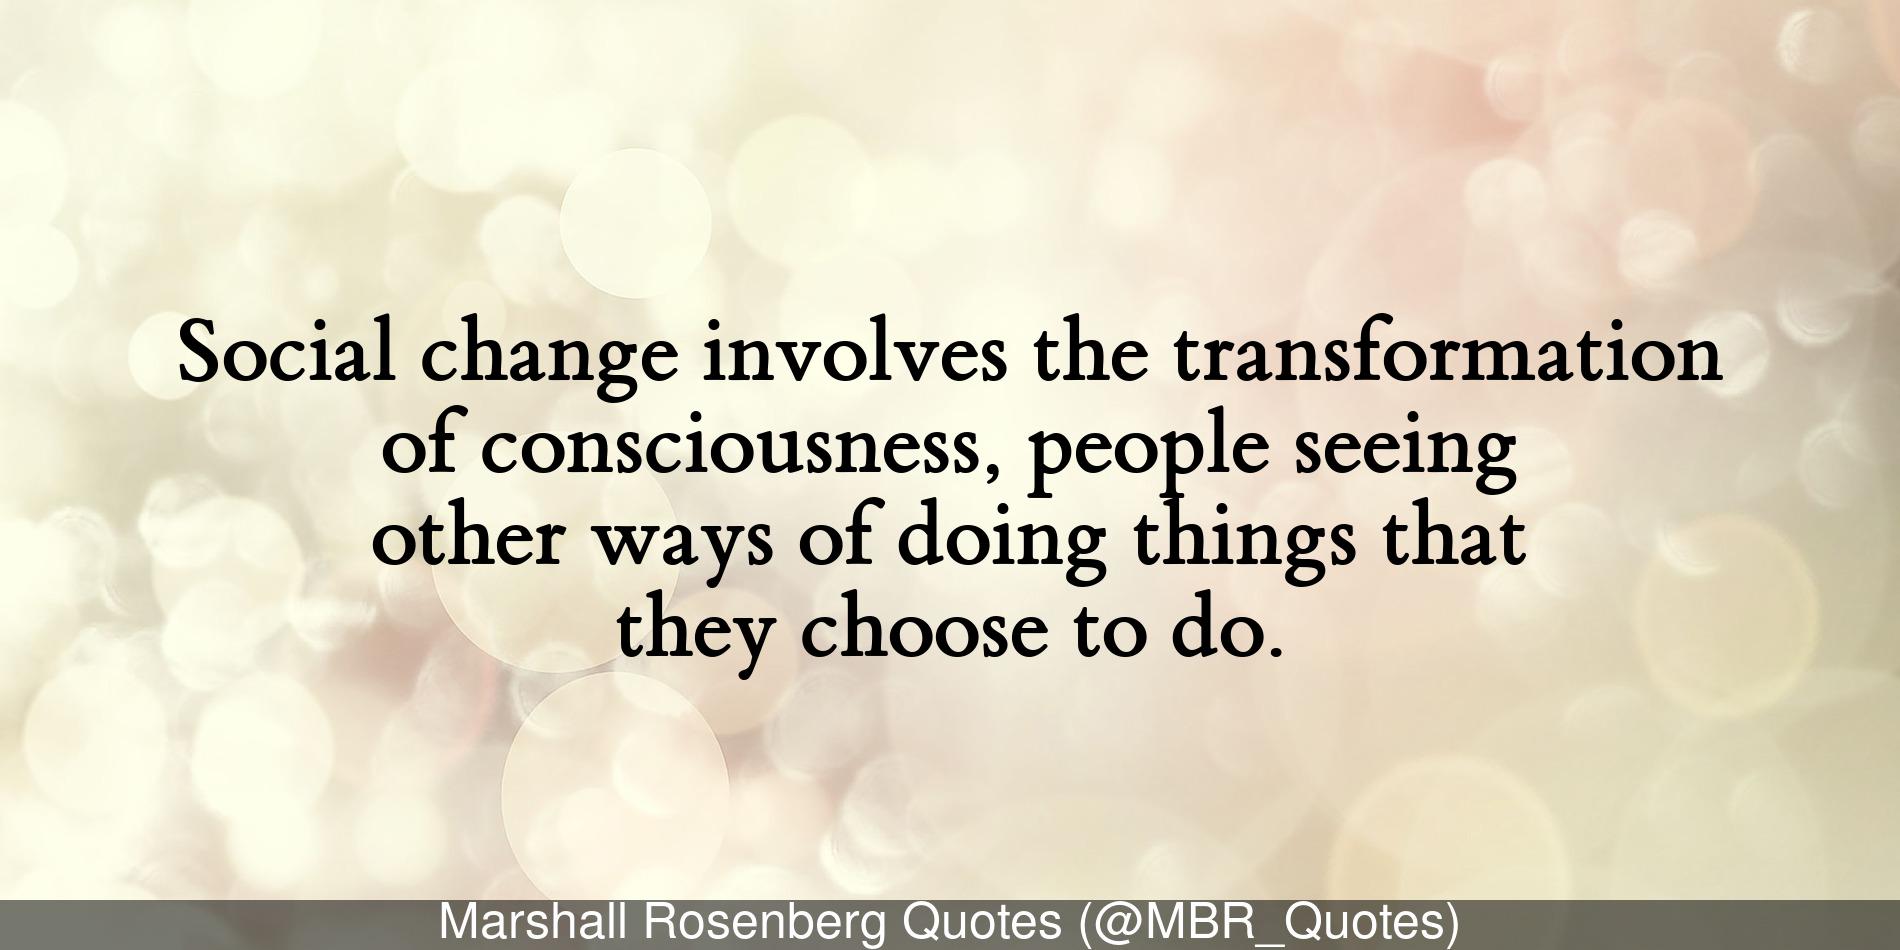 Social change involves the transformation
of consciousness, people seeing
other ways of doing things that
they choose to do.
Marshall Rosenberg Quotes (@MBR_Quotes)